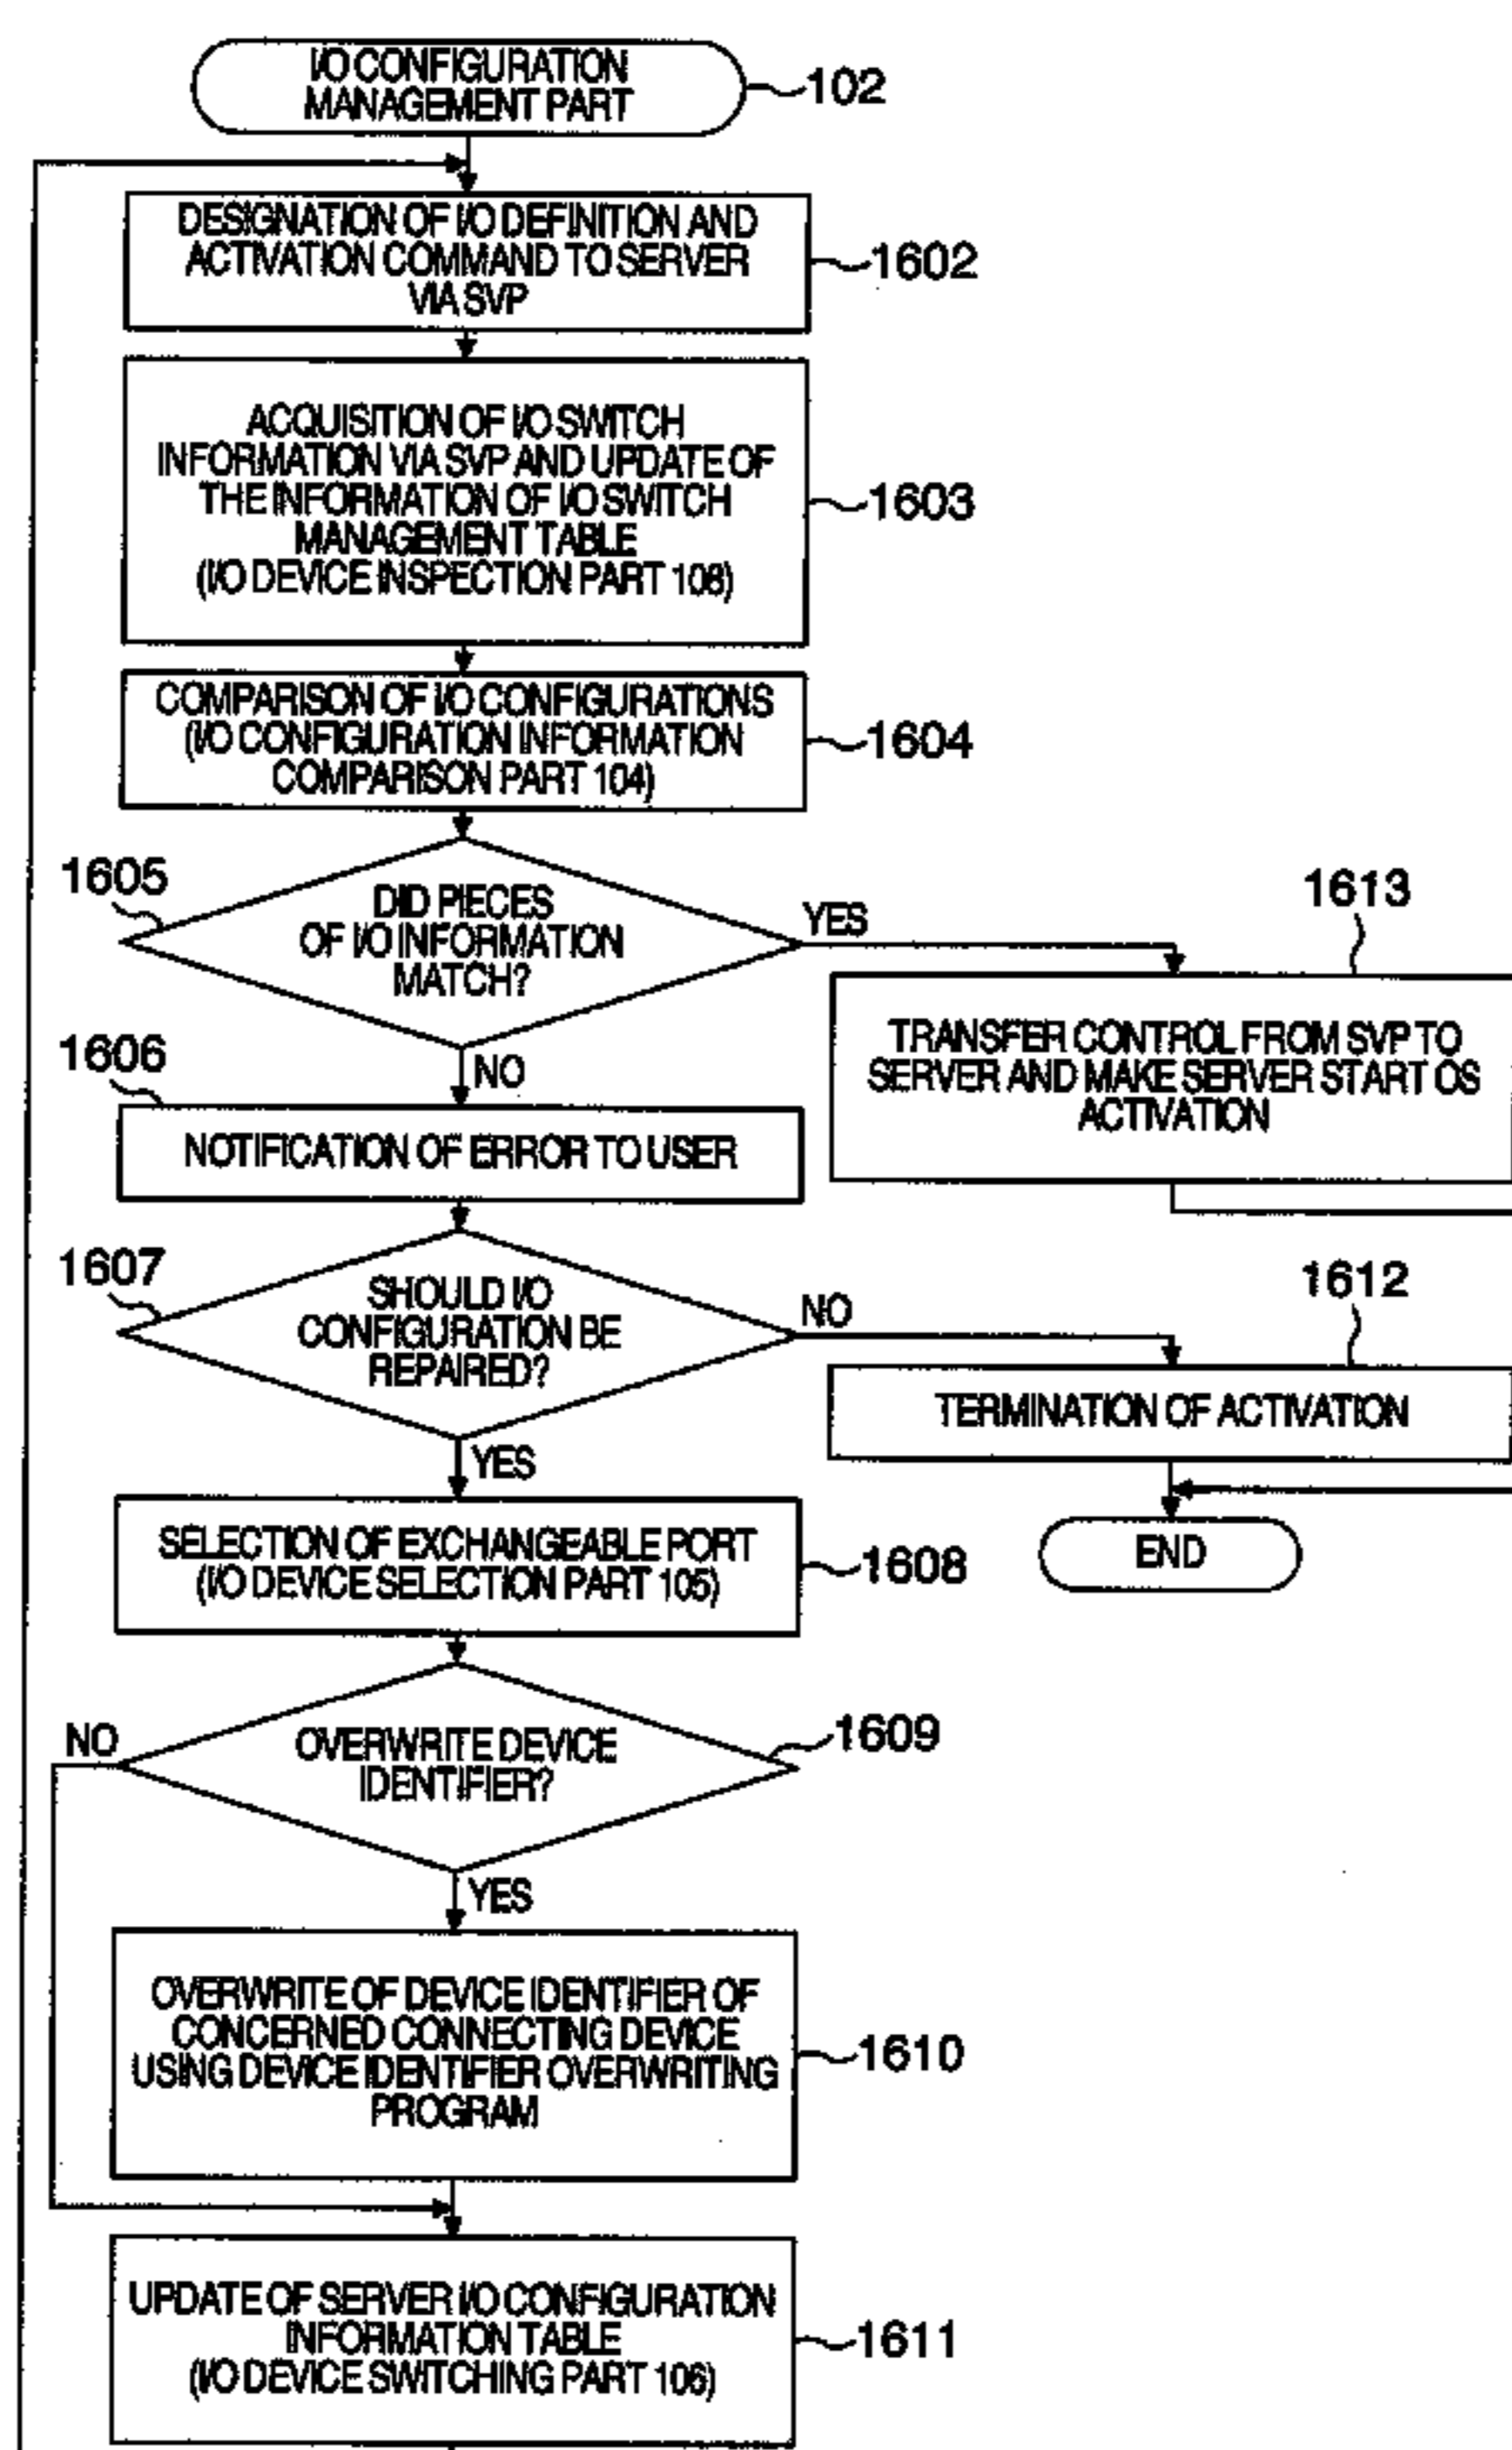 I/O CONFIGURATION
MANAGEMENT PART
102
DESIGNATION OF I/O DEFINITION AND
ACTIVATION COMMAND TO SERVER
VIA SVP
1602
ACQUISITION OF I/O SWITCH
INFORMATION VIA SVP AND UPDATE OF
THE INFORMATION OF I/O SWITCH
MANAGEMENT TABLE
(I/O DEVICE INSPECTION PART 108)
1603
COMPARISON OF I/O CONFIGURATIONS
(I/O CONFIGURATION INFORMATION
COMPARISON PART 104)
1604
1605
DID PIECES
OF I/O INFORMATION
MATCH?
YES
1613
TRANSFER CONTROL FROM SVP TO
SERVER AND MAKE SERVER START OS
ACTIVATION
NO
1606
NOTIFICATION OF ERROR TO USER
1607
SHOULD I/O
CONFIGURATION BE
REPAIRED?
NO
1612
TERMINATION OF ACTIVATION
END
YES
SELECTION OF EXCHANGEABLE PORT
(I/O DEVICE SELECTION PART 105)
1608
NO
OVERWRITE DEVICE
IDENTIFIER?
1609
YES
OVERWRITE OF DEVICE IDENTIFIER OF
CONCERNED CONNECTING DEVICE
USING DEVICE IDENTIFIER OVERWRITING
PROGRAM
1610
UPDATE OF SERVER I/O CONFIGURATION
INFORMATION TABLE
(I/O DEVICE SWITCHING PART 106)
1611